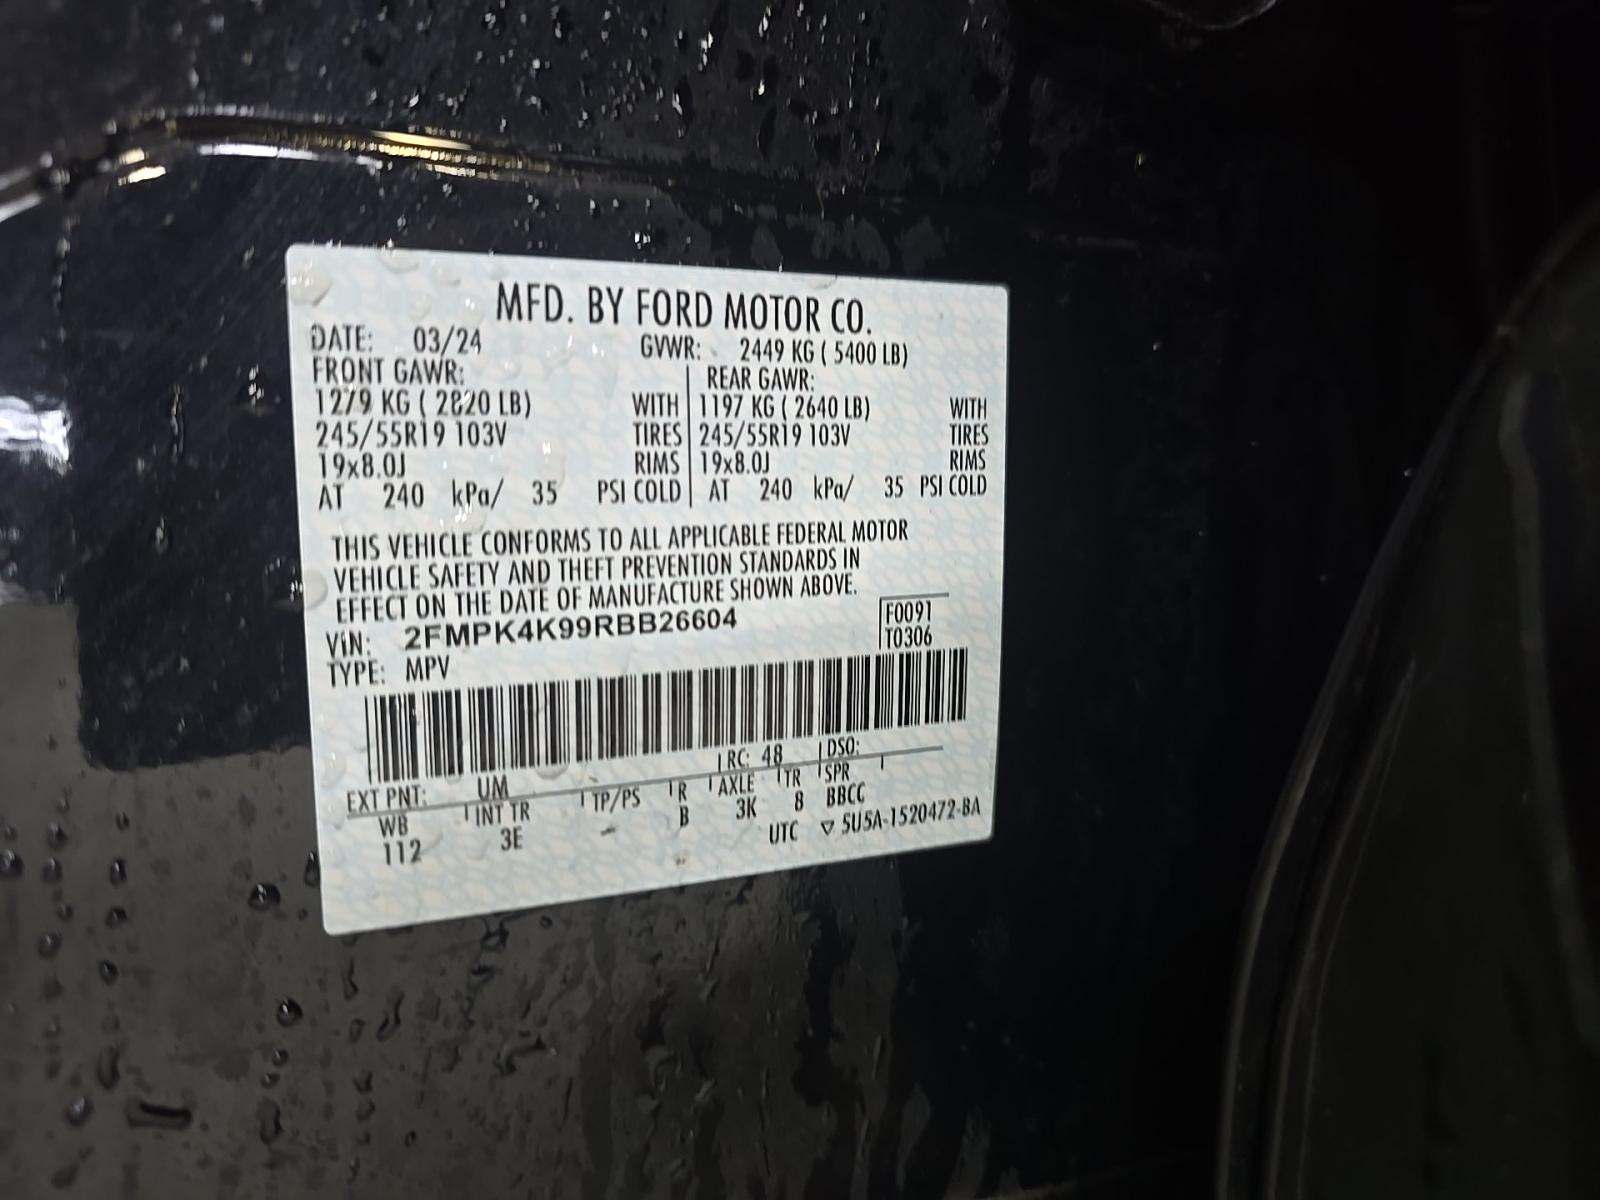 MFD. BY FORD MOTOR CO.
DATE: 03/24 GVWR: 2449 KG ( 5400 LB)
FRONT GAWR: REAR GAWR:
1279 KG ( 2820 LB) WITH 1197 KG ( 2640 LB) WITH
245/55R19 103V TIRES 245/55R19 103V TIRES
19x8.0J RIMS 19x8.0J RIMS
AT 240 kPa/ 35 PSI COLD AT 240 kPa/ 35 PSI COLD
THIS VEHICLE CONFORMS TO ALL APPLICABLE FEDERAL MOTOR
VEHICLE SAFETY AND THEFT PREVENTION STANDARDS IN
EFFECT ON THE DATE OF MANUFACTURE SHOWN ABOVE.
VIN: 2FMPK4K99RBB26604 F0091
TYPE: MPV T0306
EXT PNT: UM RC: 48 DSO:
WB INT TR TP/PS R AXLE TR SPR
112 3E B 3K 8 BBCC
UTC ▽ 5U5A-1520472-BA